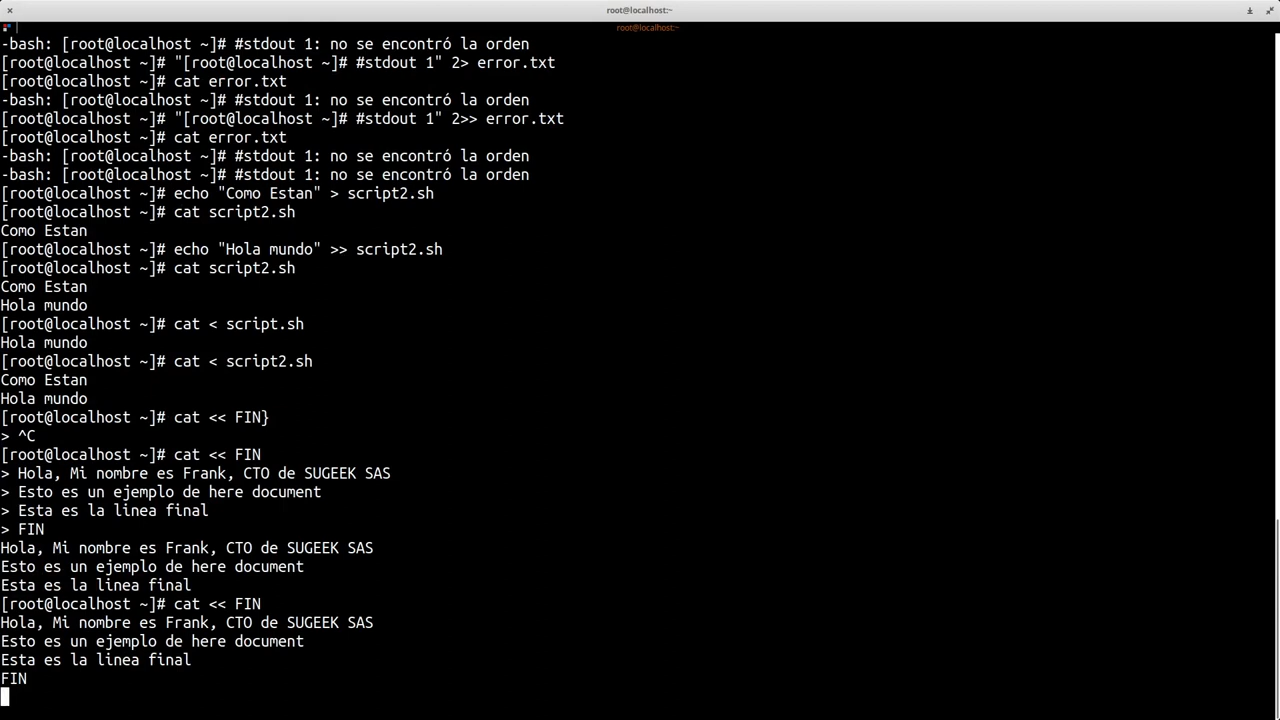 root@localhost:~
root@localhost:~
-bash: [root@localhost ~]# #stdout 1: no se encontró la orden
[root@localhost ~]# "[root@localhost ~]# #stdout 1" 2> error.txt
[root@localhost ~]# cat error.txt
-bash: [root@localhost ~]# #stdout 1: no se encontró la orden
[root@localhost ~]# "[root@localhost ~]# #stdout 1" 2>> error.txt
[root@localhost ~]# cat error.txt
-bash: [root@localhost ~]# #stdout 1: no se encontró la orden
-bash: [root@localhost ~]# #stdout 1: no se encontró la orden
[root@localhost ~]# echo "Como Estan" > script2.sh
[root@localhost ~]# cat script2.sh
Como Estan
[root@localhost ~]# echo "Hola mundo" >> script2.sh
[root@localhost ~]# cat script2.sh
Como Estan
Hola mundo
[root@localhost ~]# cat < script.sh
Hola mundo
[root@localhost ~]# cat < script2.sh
Como Estan
Hola mundo
[root@localhost ~]# cat << FIN}
> ^C
[root@localhost ~]# cat << FIN
> Hola, Mi nombre es Frank, CTO de SUGEEK SAS
> Esto es un ejemplo de here document
> Esta es la linea final
> FIN
Hola, Mi nombre es Frank, CTO de SUGEEK SAS
Esto es un ejemplo de here document
Esta es la linea final
[root@localhost ~]# cat << FIN
Hola, Mi nombre es Frank, CTO de SUGEEK SAS
Esto es un ejemplo de here document
Esta es la linea final
FIN